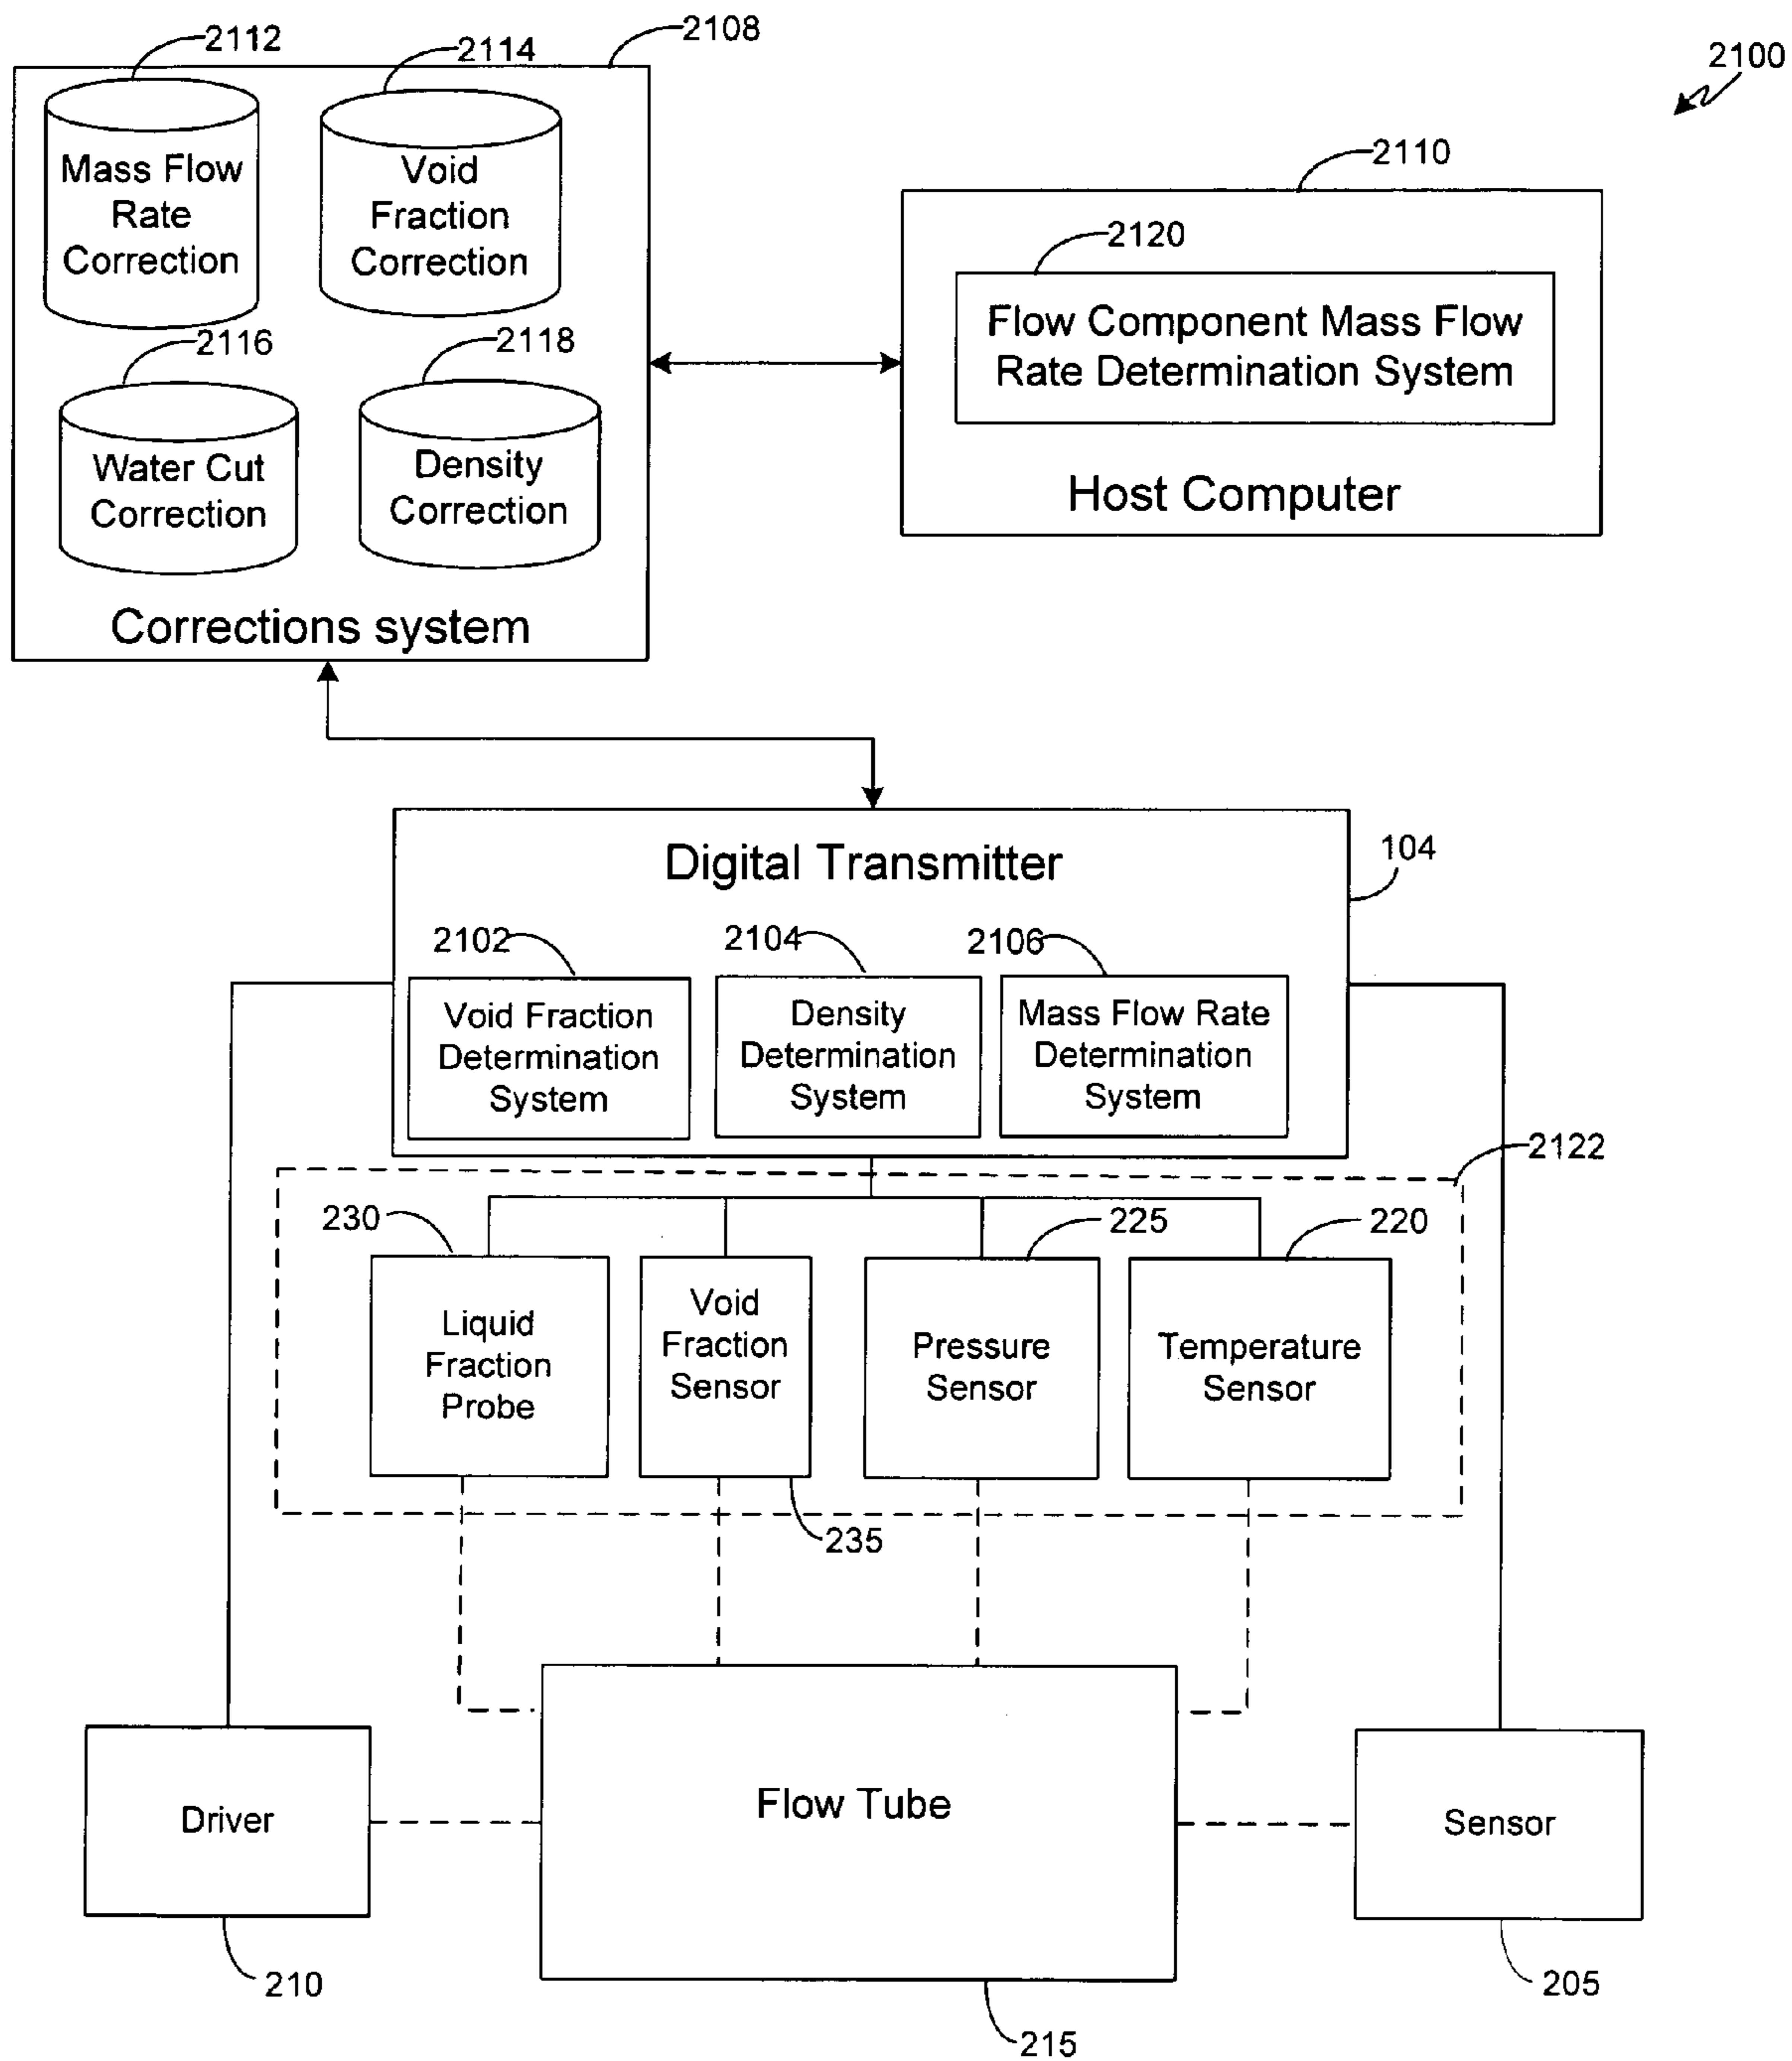 2112
2114
2108
2100
Mass Flow
Rate
Correction
Void
Fraction
Correction
2110
2120
Flow Component Mass Flow
Rate Determination System
Host Computer
2116
2118
Water Cut
Correction
Density
Correction
Corrections system
Digital Transmitter
104
2102
2104
2106
Void Fraction
Determination
System
Density
Determination
System
Mass Flow Rate
Determination
System
2122
230
225
220
Liquid
Fraction
Probe
Void
Fraction
Sensor
Pressure
Sensor
Temperature
Sensor
235
Driver
Flow Tube
Sensor
210
205
215